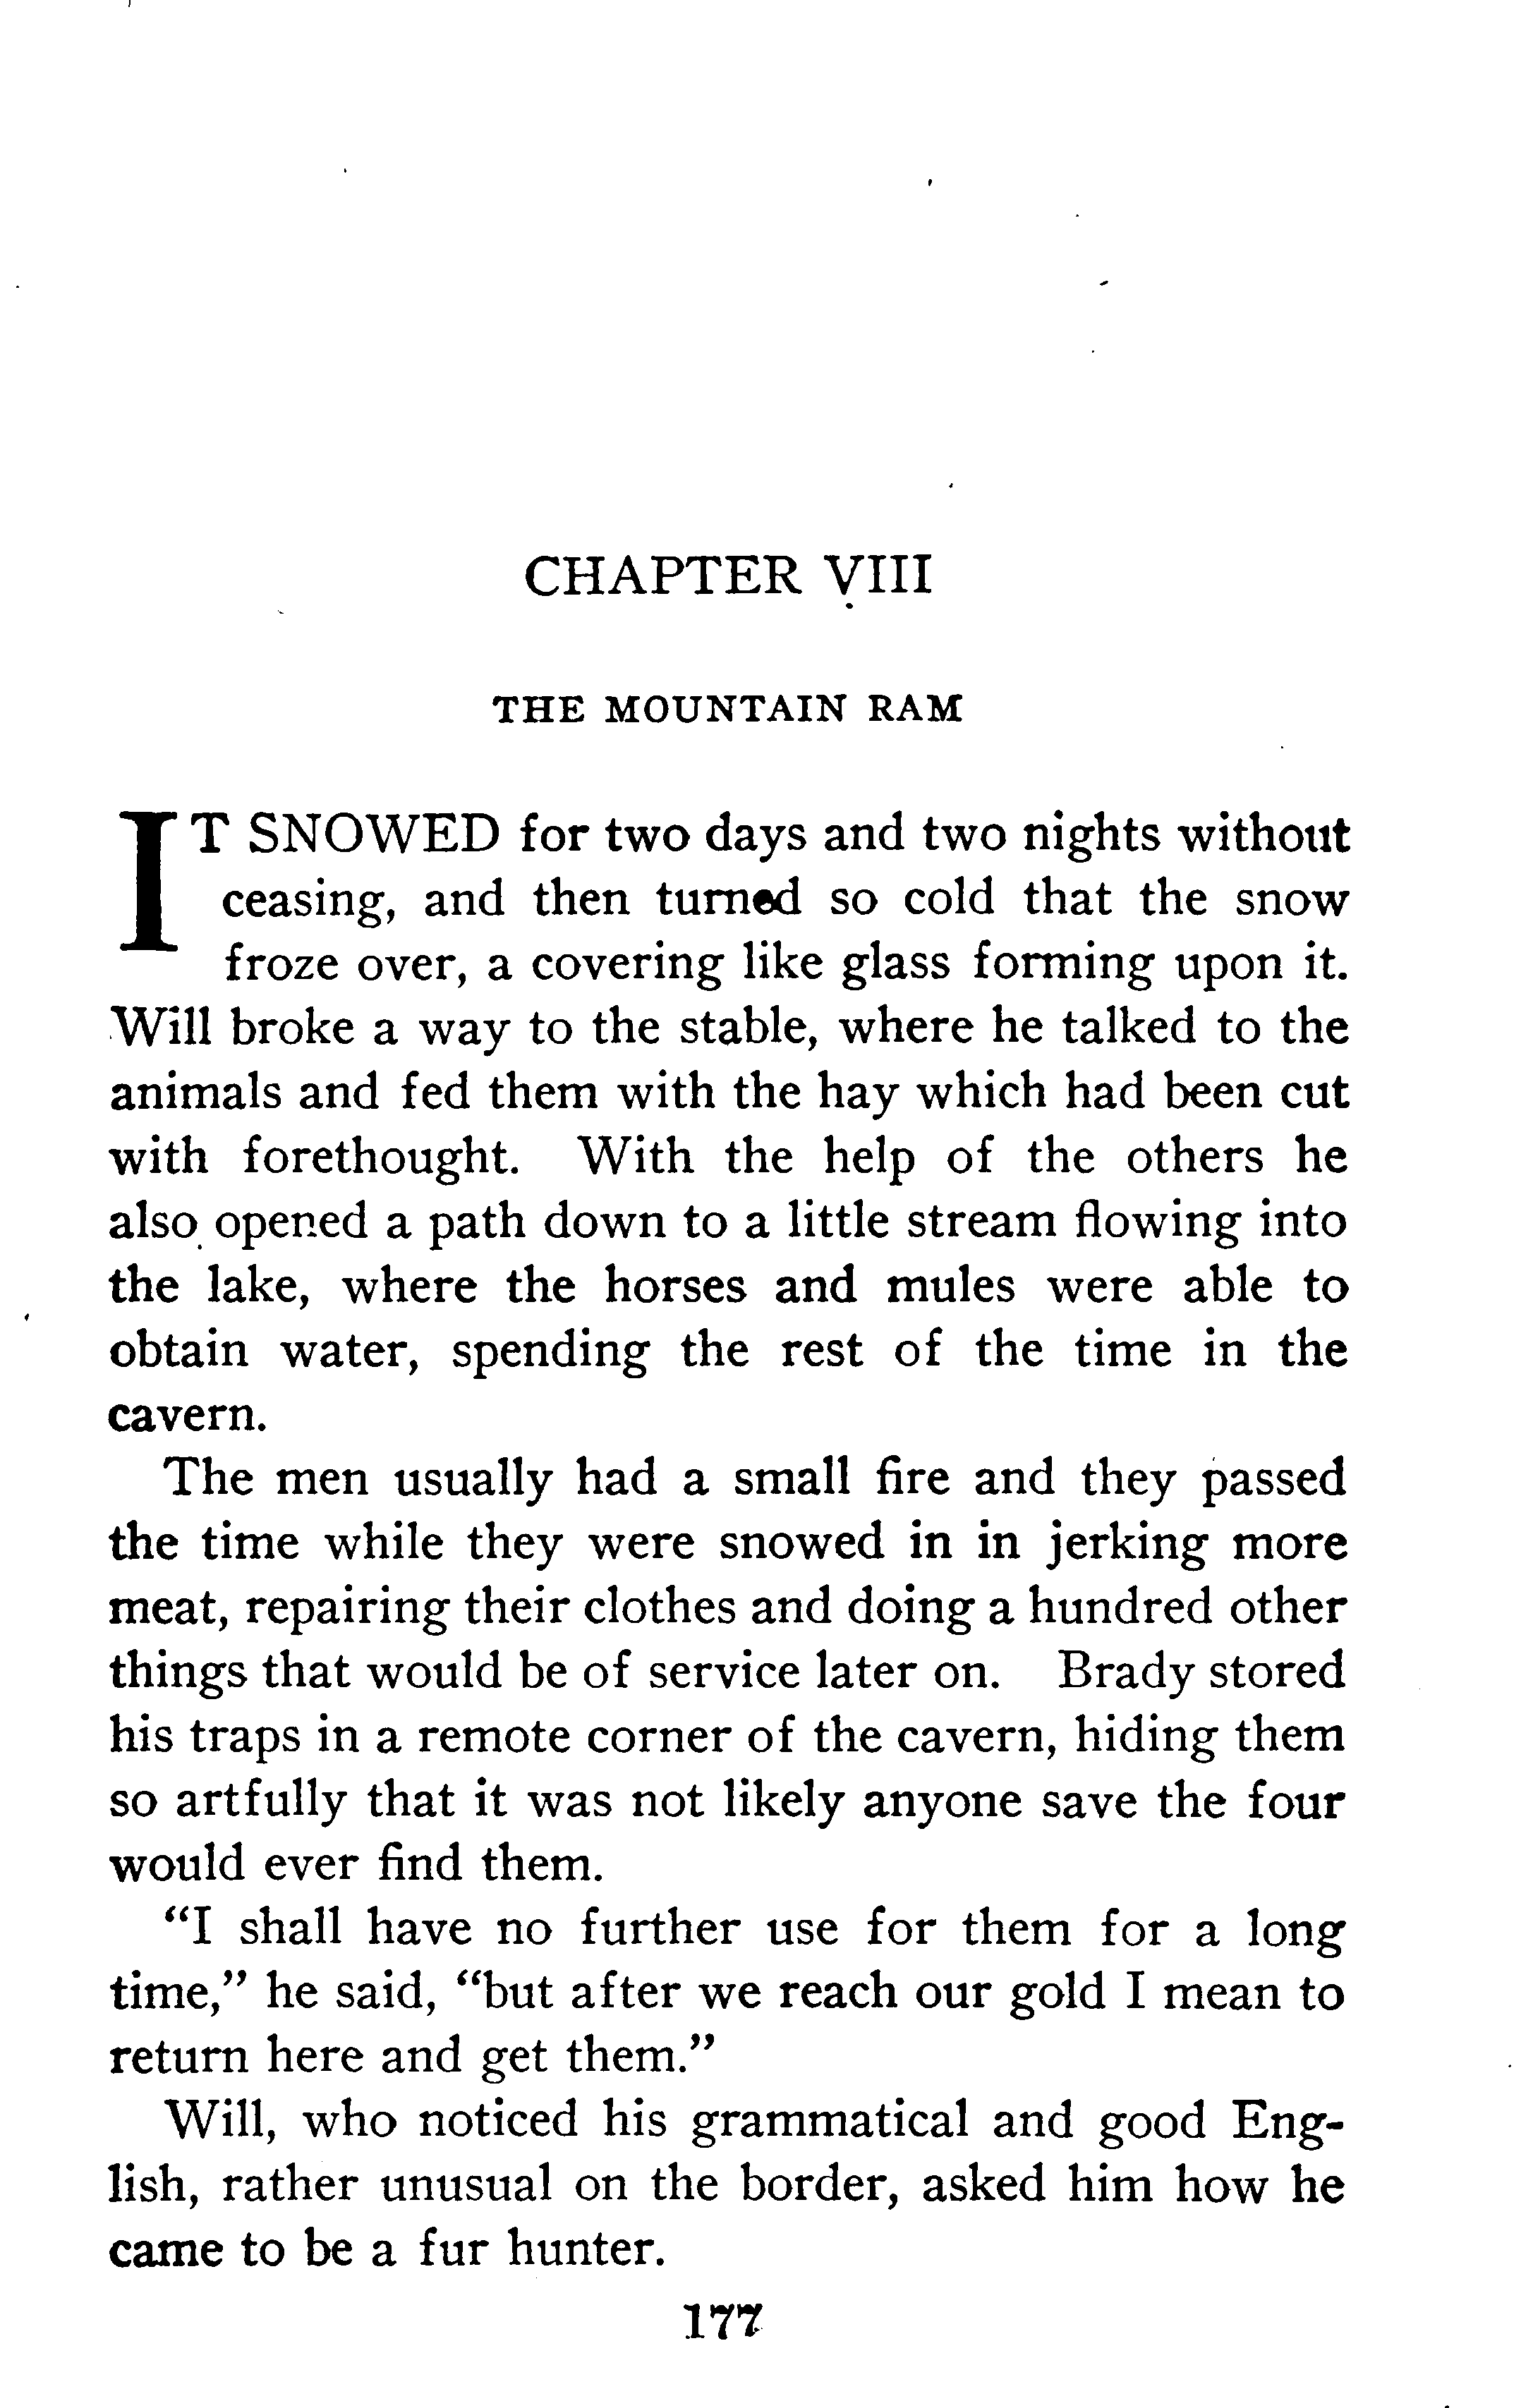 CHAPTER VIII
THE MOUNTAIN RAM
IT SNOWED for two days and two nights without
ceasing, and then turned so cold that the snow
froze over, a covering like glass forming upon it.
Will broke a way to the stable, where he talked to the
animals and fed them with the hay which had been cut
with forethought. With the help of the others he
also opened a path down to a little stream flowing into
the lake, where the horses and mules were able to
obtain water, spending the rest of the time in the
cavern.
The men usually had a small fire and they passed
the time while they were snowed in in jerking more
meat, repairing their clothes and doing a hundred other
things that would be of service later on. Brady stored
his traps in a remote corner of the cavern, hiding them
so artfully that it was not likely anyone save the four
would ever find them.
"I shall have no further use for them for a long
time," he said, "but after we reach our gold I mean to
return here and get them."
Will, who noticed his grammatical and good Eng-
lish, rather unusual on the border, asked him how he
came to be a fur hunter.
177